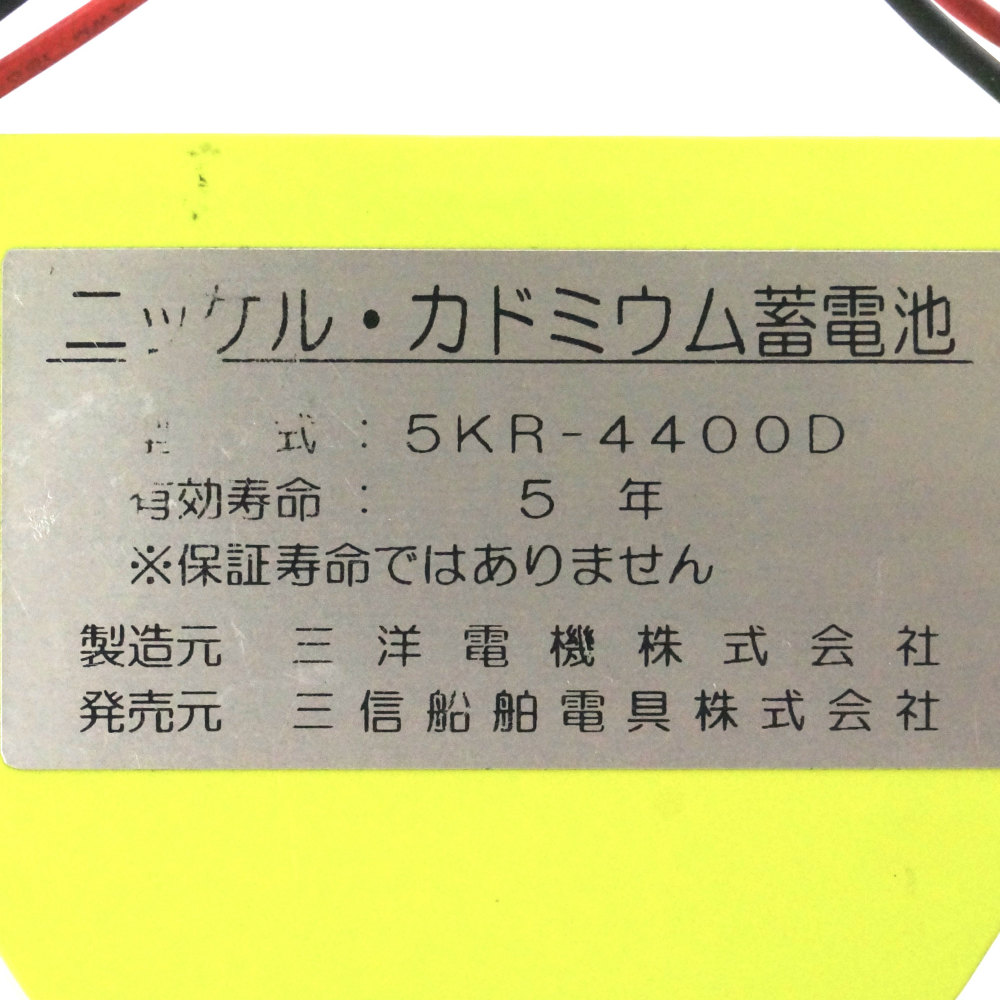 ニッケル・カドミウム蓄電池
式：5KR-4400D
有効寿命：5年
※保証寿命ではありません
製造元 三洋電機株式会社
発売元 三信船舶電具株式会社